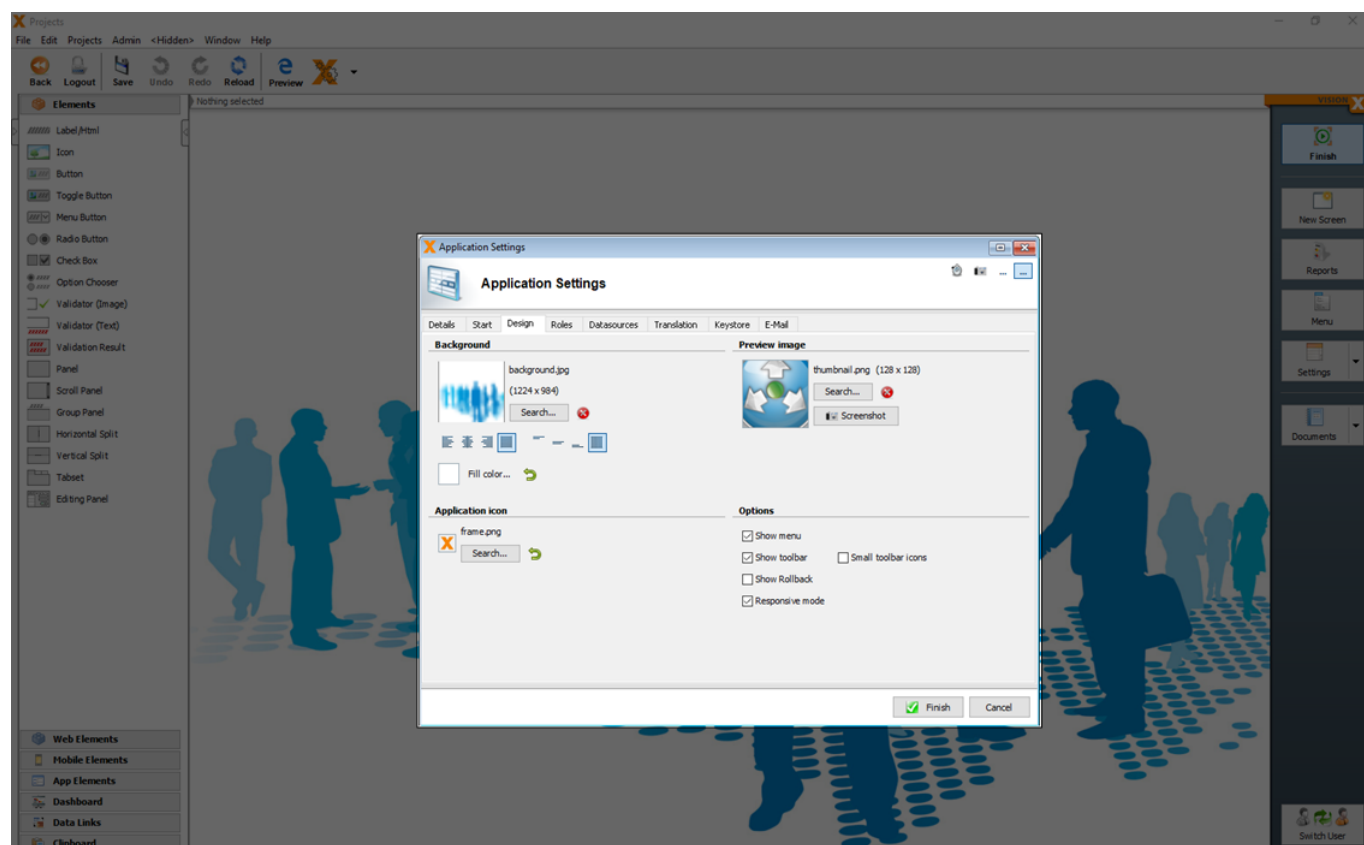 Projects
File Edit Projects Admin <Hidden> Window Help
Back Logout Save Undo Redo Reload Preview
Elements
Nothing selected
VISION X
Label/Html
Icon
Button
Toggle Button
Menu Button
Radio Button
Check Box
Option Chooser
Validator (Image)
Validator (Text)
Validation Result
Panel
Scroll Panel
Group Panel
Horizontal Split
Vertical Split
Tabset
Editing Panel
Web Elements
Mobile Elements
App Elements
Dashboard
Data Links
Clipboard
Application Settings
Application Settings
Details Start Design Roles Datasources Translation Keystore E-Mail
Background
background.jpg
(1224 x 984)
Search...
Fill color...
Preview image
thumbnail.png (128 x 128)
Search...
Screenshot
Application icon
frame.png
Search...
Options
Show menu
Show toolbar Small toolbar icons
Show Rollback
Responsive mode
Finish Cancel
Finish
New Screen
Reports
Menu
Settings
Documents
Switch User